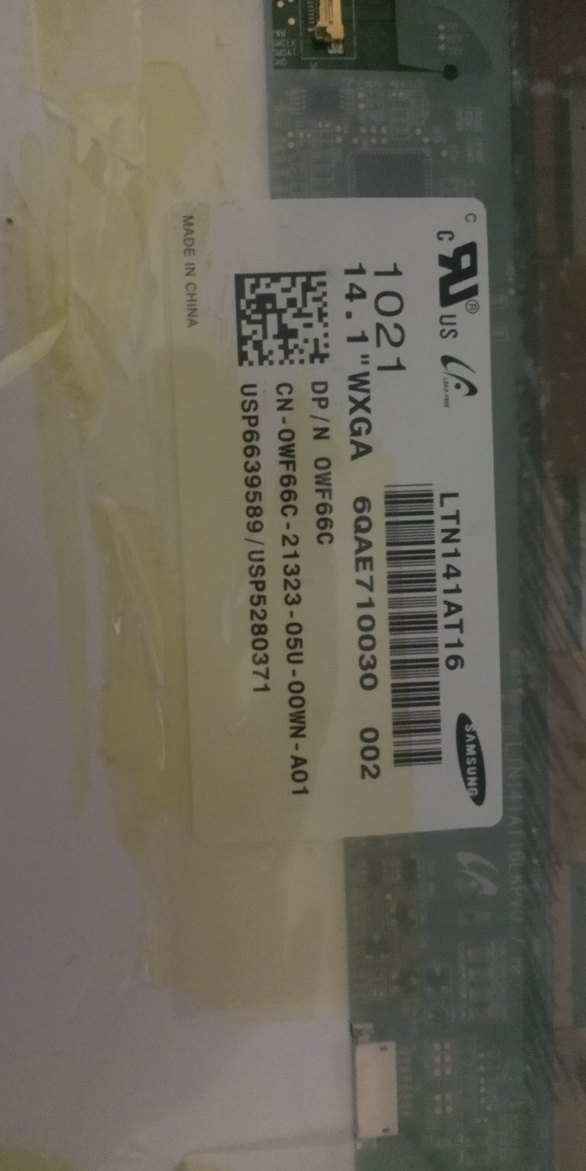 LTN141AT16
SAMSUNG
C
C
US
1021
14.1"WXGA 6QAE710030 002
DP/N 0WF66C
CN-0WF66C-21323-05U-00WN-A01
USP6639589/USP5280371
MADE IN CHINA